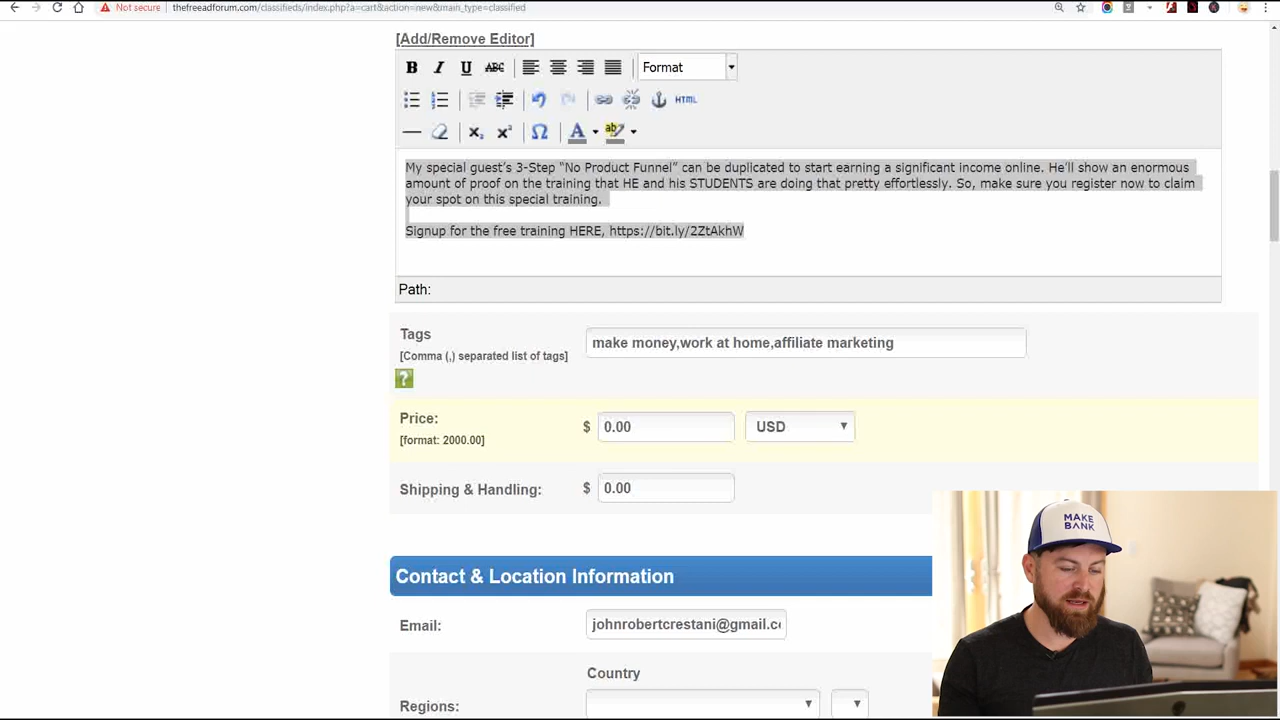 Not secure
thefreeadforum.com/classifieds/index.php?a=cart&action=new&main_type=classified
[Add/Remove Editor]
B I U ABC Format
HTML
A ab
My special guest's 3-Step “No Product Funnel” can be duplicated to start earning a significant income online. He'll show an enormous
amount of proof on the training that HE and his STUDENTS are doing that pretty effortlessly. So, make sure you register now to claim
your spot on this special training.
Signup for the free training HERE, https://bit.ly/2ZtAkhW
Path:
Tags
make money,work at home,affiliate marketing
[Comma (,) separated list of tags]
?
Price:
$ 0.00 USD
[format: 2000.00]
Shipping & Handling: $ 0.00
MAKE
BANK
Contact & Location Information
Email: johnrobertcrestani@gmail.c
Country
Regions: